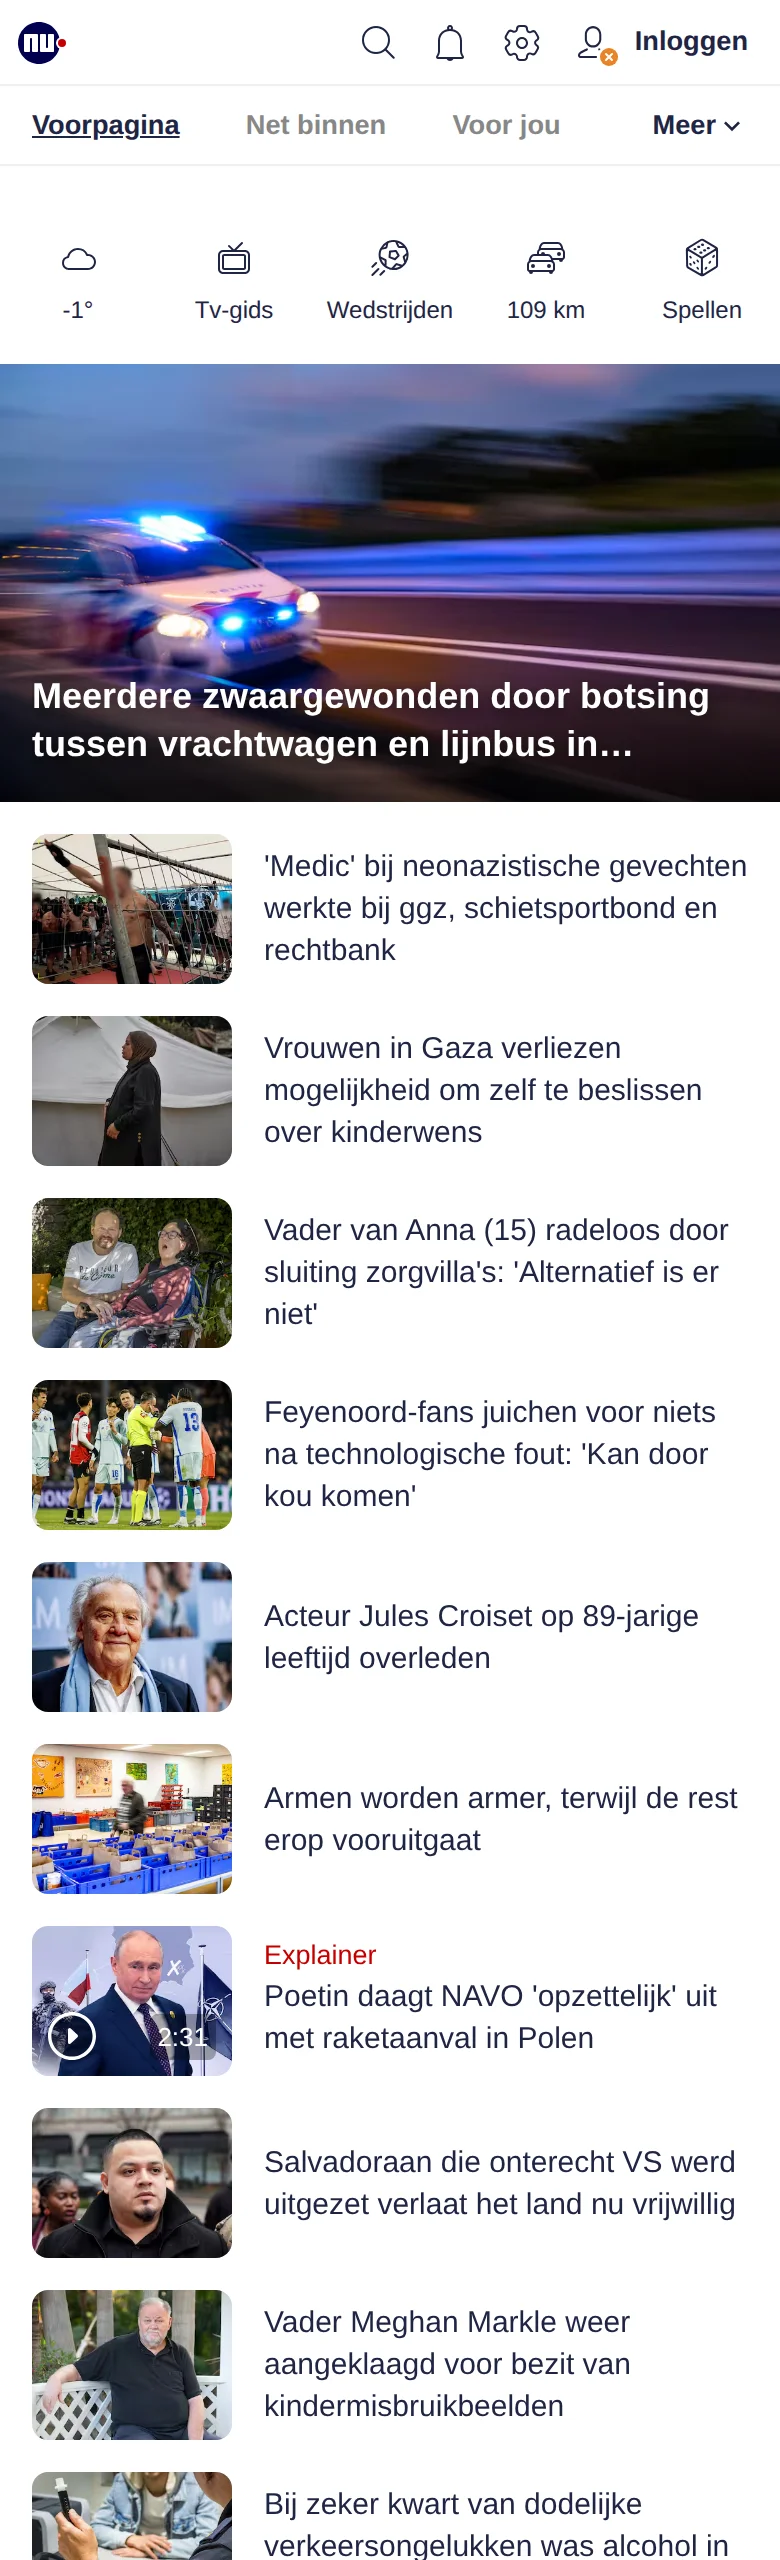 nu
Inloggen
Voorpagina
Net binnen
Voor jou
Meer
-1°
Tv-gids
Wedstrijden
109 km
Spellen
Meerdere zwaargewonden door botsing
tussen vrachtwagen en lijnbus in...
'Medic' bij neonazistische gevechten
werkte bij ggz, schietsportbond en
rechtbank
Vrouwen in Gaza verliezen
mogelijkheid om zelf te beslissen
over kinderwens
Vader van Anna (15) radeloos door
sluiting zorgvilla's: 'Alternatief is er
niet'
13
Feyenoord-fans juichen voor niets
na technologische fout: 'Kan door
kou komen'
Acteur Jules Croiset op 89-jarige
leeftijd overleden
Armen worden armer, terwijl de rest
erop vooruitgaat
2:31
Explainer
Poetin daagt NAVO 'opzettelijk' uit
met raketaanval in Polen
Salvadoraan die onterecht VS werd
uitgezet verlaat het land nu vrijwillig
Vader Meghan Markle weer
aangeklaagd voor bezit van
kindermisbruikbeelden
Bij zeker kwart van dodelijke
verkeersongelukken was alcohol in